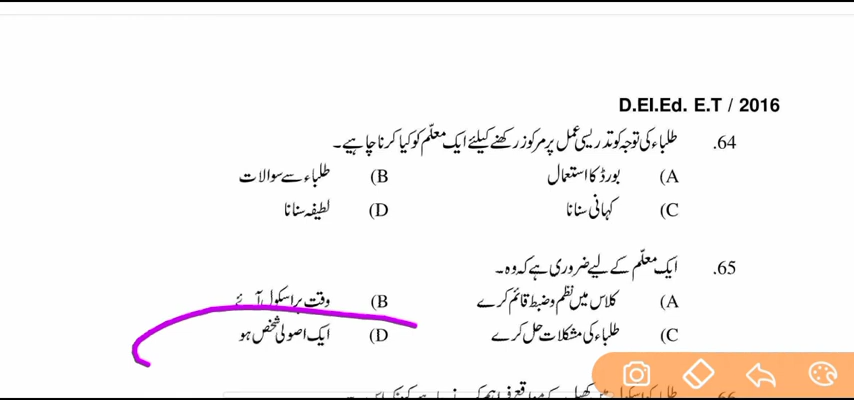 D.El.Ed. E.T / 2016
64. طلباء کی توجہ کو تدریسی عمل پر مرکوز رکھنے کیلئے ایک معلّم کو کیا کرنا چاہیے۔
A) بورڈ کا استعمال B) طلباء سے سوالات
C) کہانی سنانا D) لطیفہ سنانا
65. ایک معلّم کے لیے ضروری ہے کہ وہ۔
A) کلاس میں نظم و ضبط قائم کرے B) وقت پر اسکول آئے
C) طلباء کی مشکلات حل کرے D) ایک اصولی شخص ہو